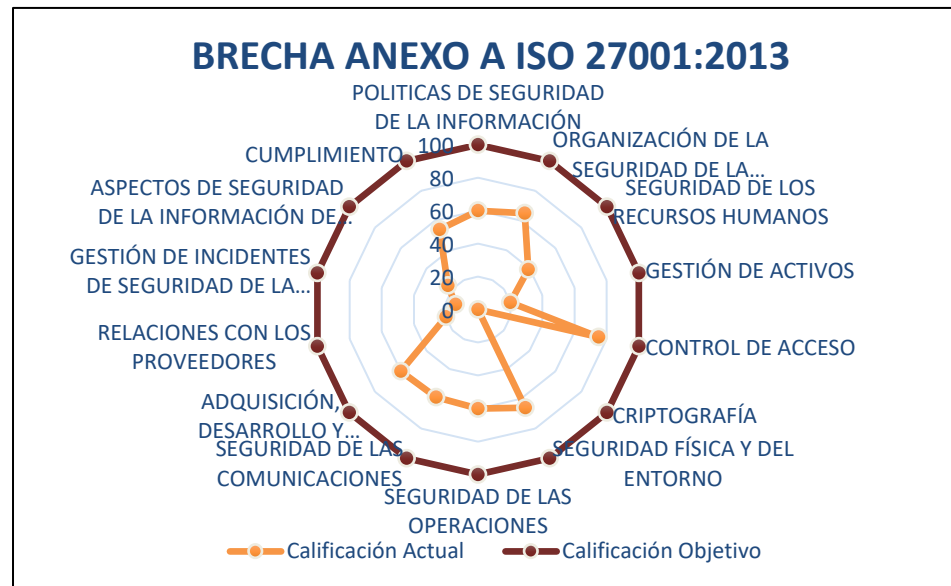 BRECHA ANEXO A ISO 27001:2013
POLITICAS DE SEGURIDAD
DE LA INFORMACIÓN
ORGANIZACIÓN DE LA
SEGURIDAD DE LA...
SEGURIDAD DE LOS
RECURSOS HUMANOS
GESTIÓN DE ACTIVOS
CONTROL DE ACCESO
CRIPTOGRAFÍA
SEGURIDAD FÍSICA Y DEL
ENTORNO
SEGURIDAD DE LAS
OPERACIONES
SEGURIDAD DE LAS
COMUNICACIONES
ADQUISICIÓN,
DESARROLLO Y...
RELACIONES CON LOS
PROVEEDORES
GESTIÓN DE INCIDENTES
DE SEGURIDAD DE LA...
ASPECTOS DE SEGURIDAD
DE LA INFORMACIÓN DE...
CUMPLIMIENTO
100
80
60
40
20
0
Calificación Actual
Calificación Objetivo